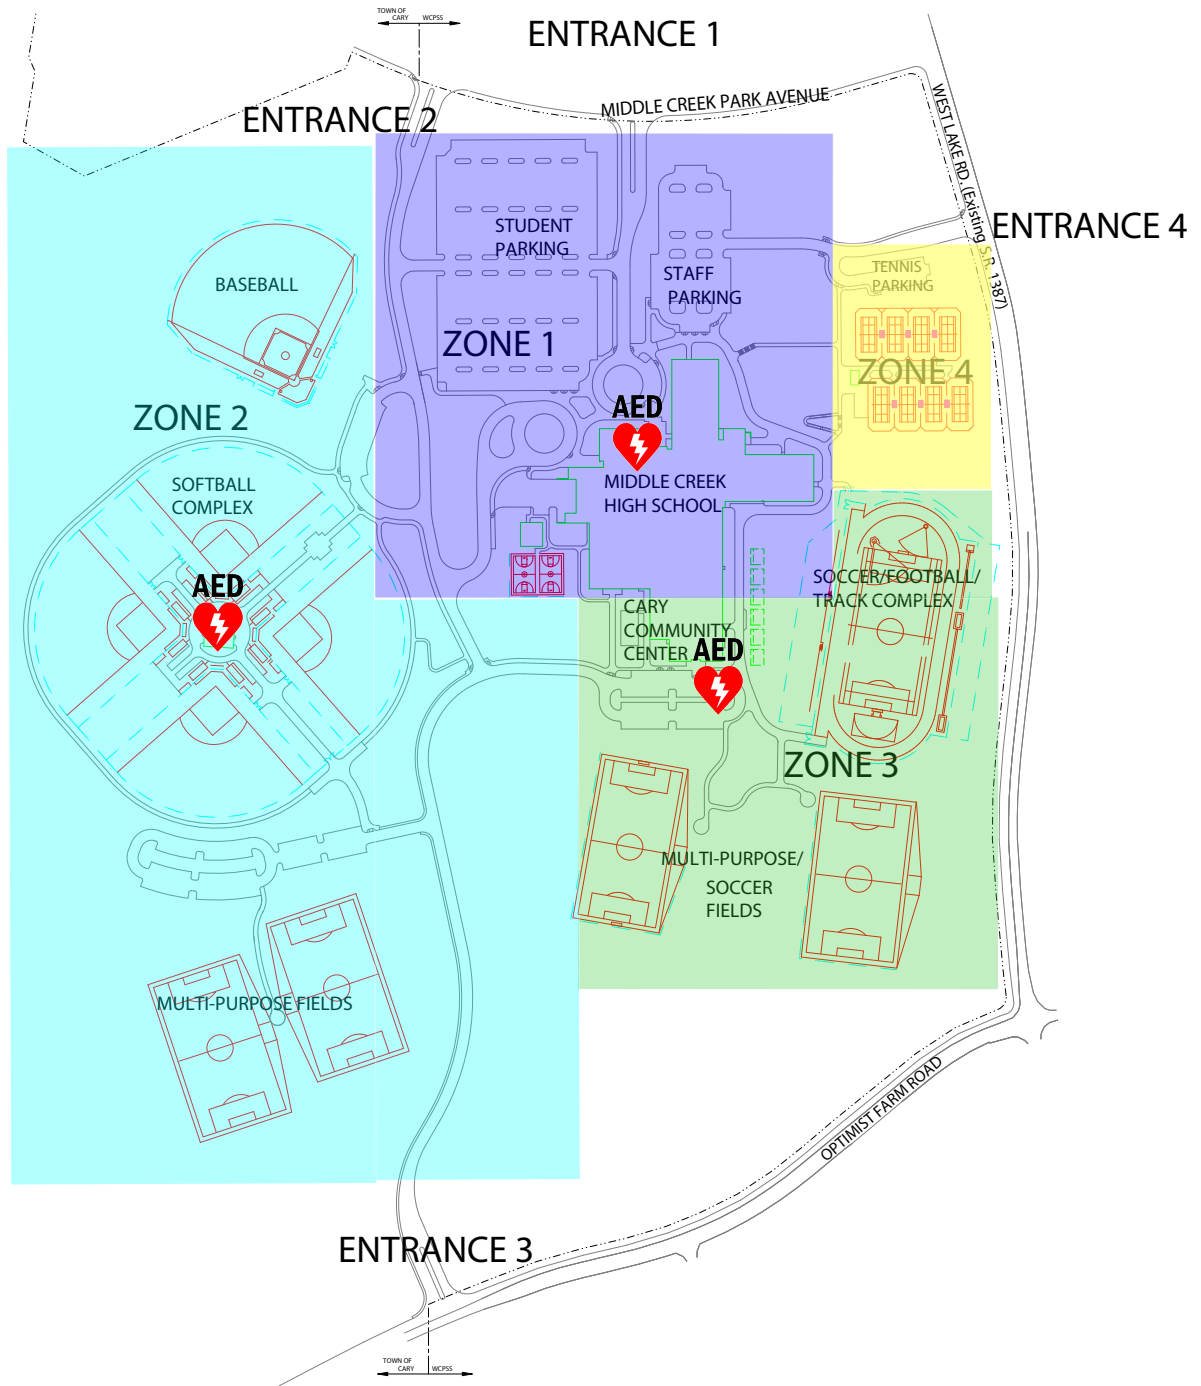 TOWN OF
CARY WCPSS
ENTRANCE 1
MIDDLE CREEK PARK AVENUE
WEST LAKE RD. (Existing S.R. 1387)
ENTRANCE 2
ENTRANCE 4
STUDENT
PARKING
STAFF
PARKING
TENNIS
PARKING
BASEBALL
ZONE 1
ZONE 4
ZONE 2
AED
MIDDLE CREEK
HIGH SCHOOL
SOFTBALL
COMPLEX
AED
SOCCER/FOOTBALL/
TRACK COMPLEX
CARY
COMMUNITY
CENTER
AED
ZONE 3
MULTI-PURPOSE/
SOCCER
FIELDS
MULTI-PURPOSE FIELDS
OPTIMIST FARM ROAD
ENTRANCE 3
TOWN OF
CARY WCPSS